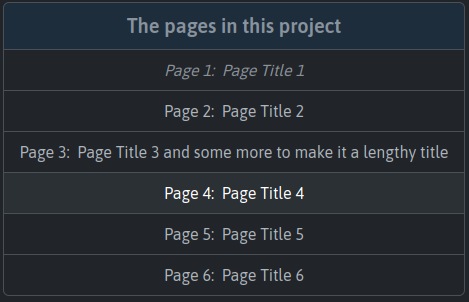 The pages in this project
Page 1: Page Title 1
Page 2: Page Title 2
Page 3: Page Title 3 and some more to make it a lengthy title
Page 4: Page Title 4
Page 5: Page Title 5
Page 6: Page Title 6